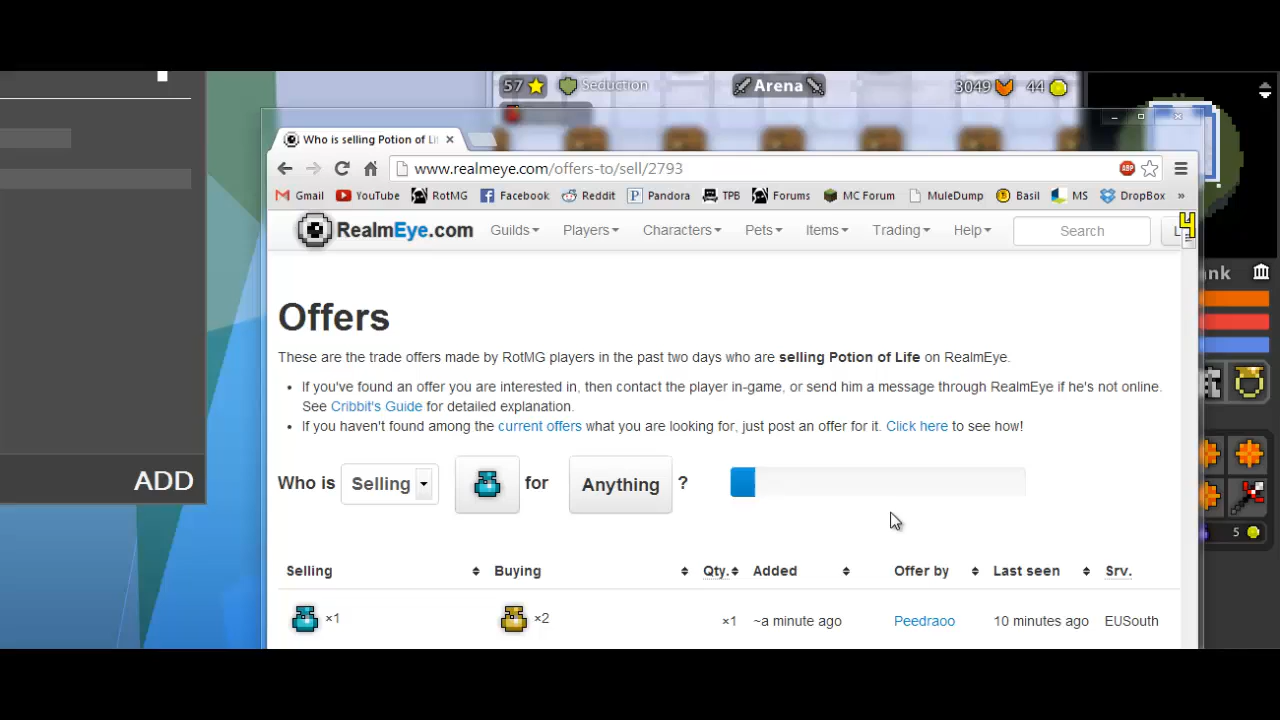 57 Seduction Arena 3049 44
Who is selling Potion of Li
www.realmeye.com/offers-to/sell/2793
ABP
Gmail YouTube RotMG Facebook Reddit Pandora TPB Forums MC Forum MuleDump Basil MS DropBox »
RealmEye.com Guilds Players Characters Pets Items Trading Help Search L
4
nk
Offers
These are the trade offers made by RotMG players in the past two days who are selling Potion of Life on RealmEye.
• If you've found an offer you are interested in, then contact the player in-game, or send him a message through RealmEye if he's not online.
See Cribbit's Guide for detailed explanation.
• If you haven't found among the current offers what you are looking for, just post an offer for it. Click here to see how!
ADD
Who is Selling for Anything ?
5
Selling Buying Qty. Added Offer by Last seen Srv.
×1 ×2 ×1 ~a minute ago Peedraoo 10 minutes ago EUSouth